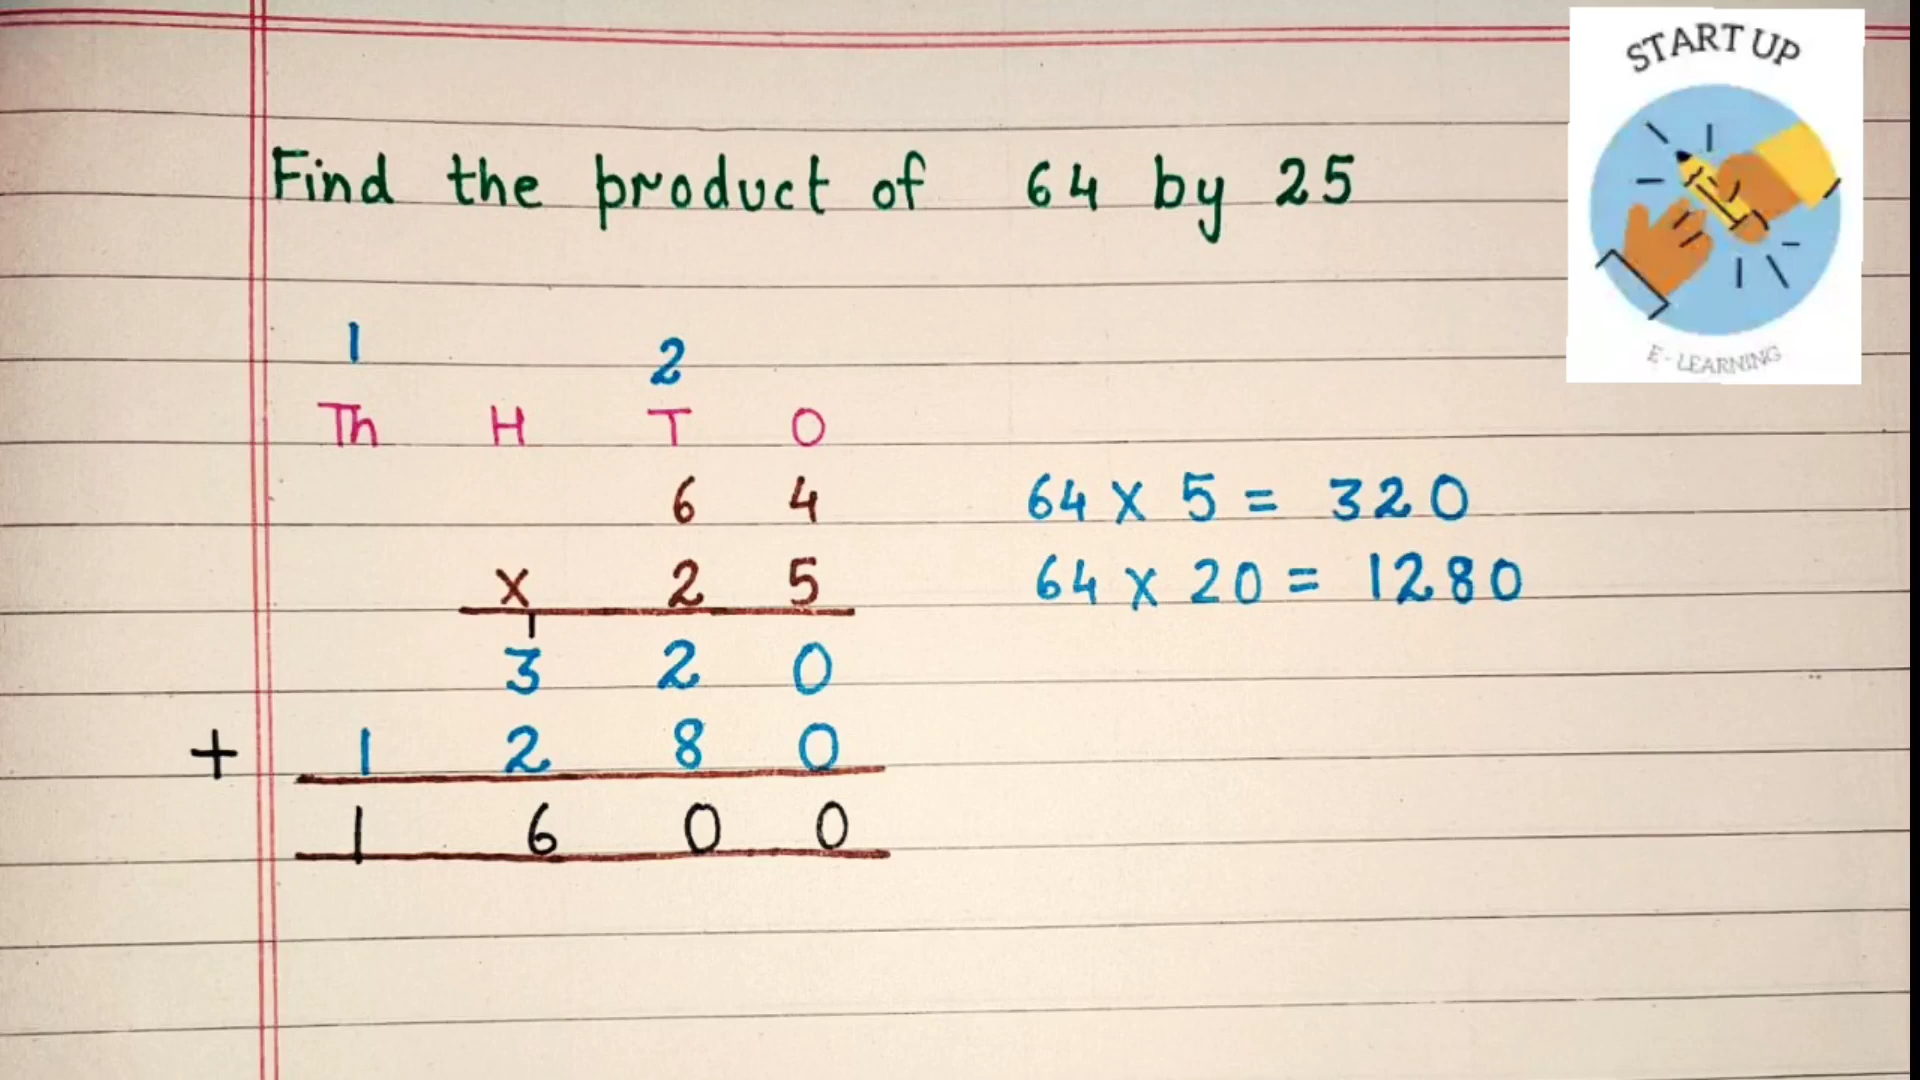 START UP
Find the product of 64 by 25
1 2
Th H T O
6 4
64 x 5 = 320
x 2 5
64 x 20 = 1280
1
3 2 0
+ 1 2 8 0
1 6 0 0
E - LEARNING